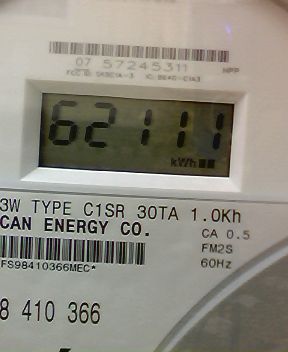 07 57245311 NPP
62111
kWh
3W TYPE C1SR 30TA 1.0Kh
CAN ENERGY CO.
CA 0.5
FM2S
FS98410366MEC*
60Hz
8 410 366